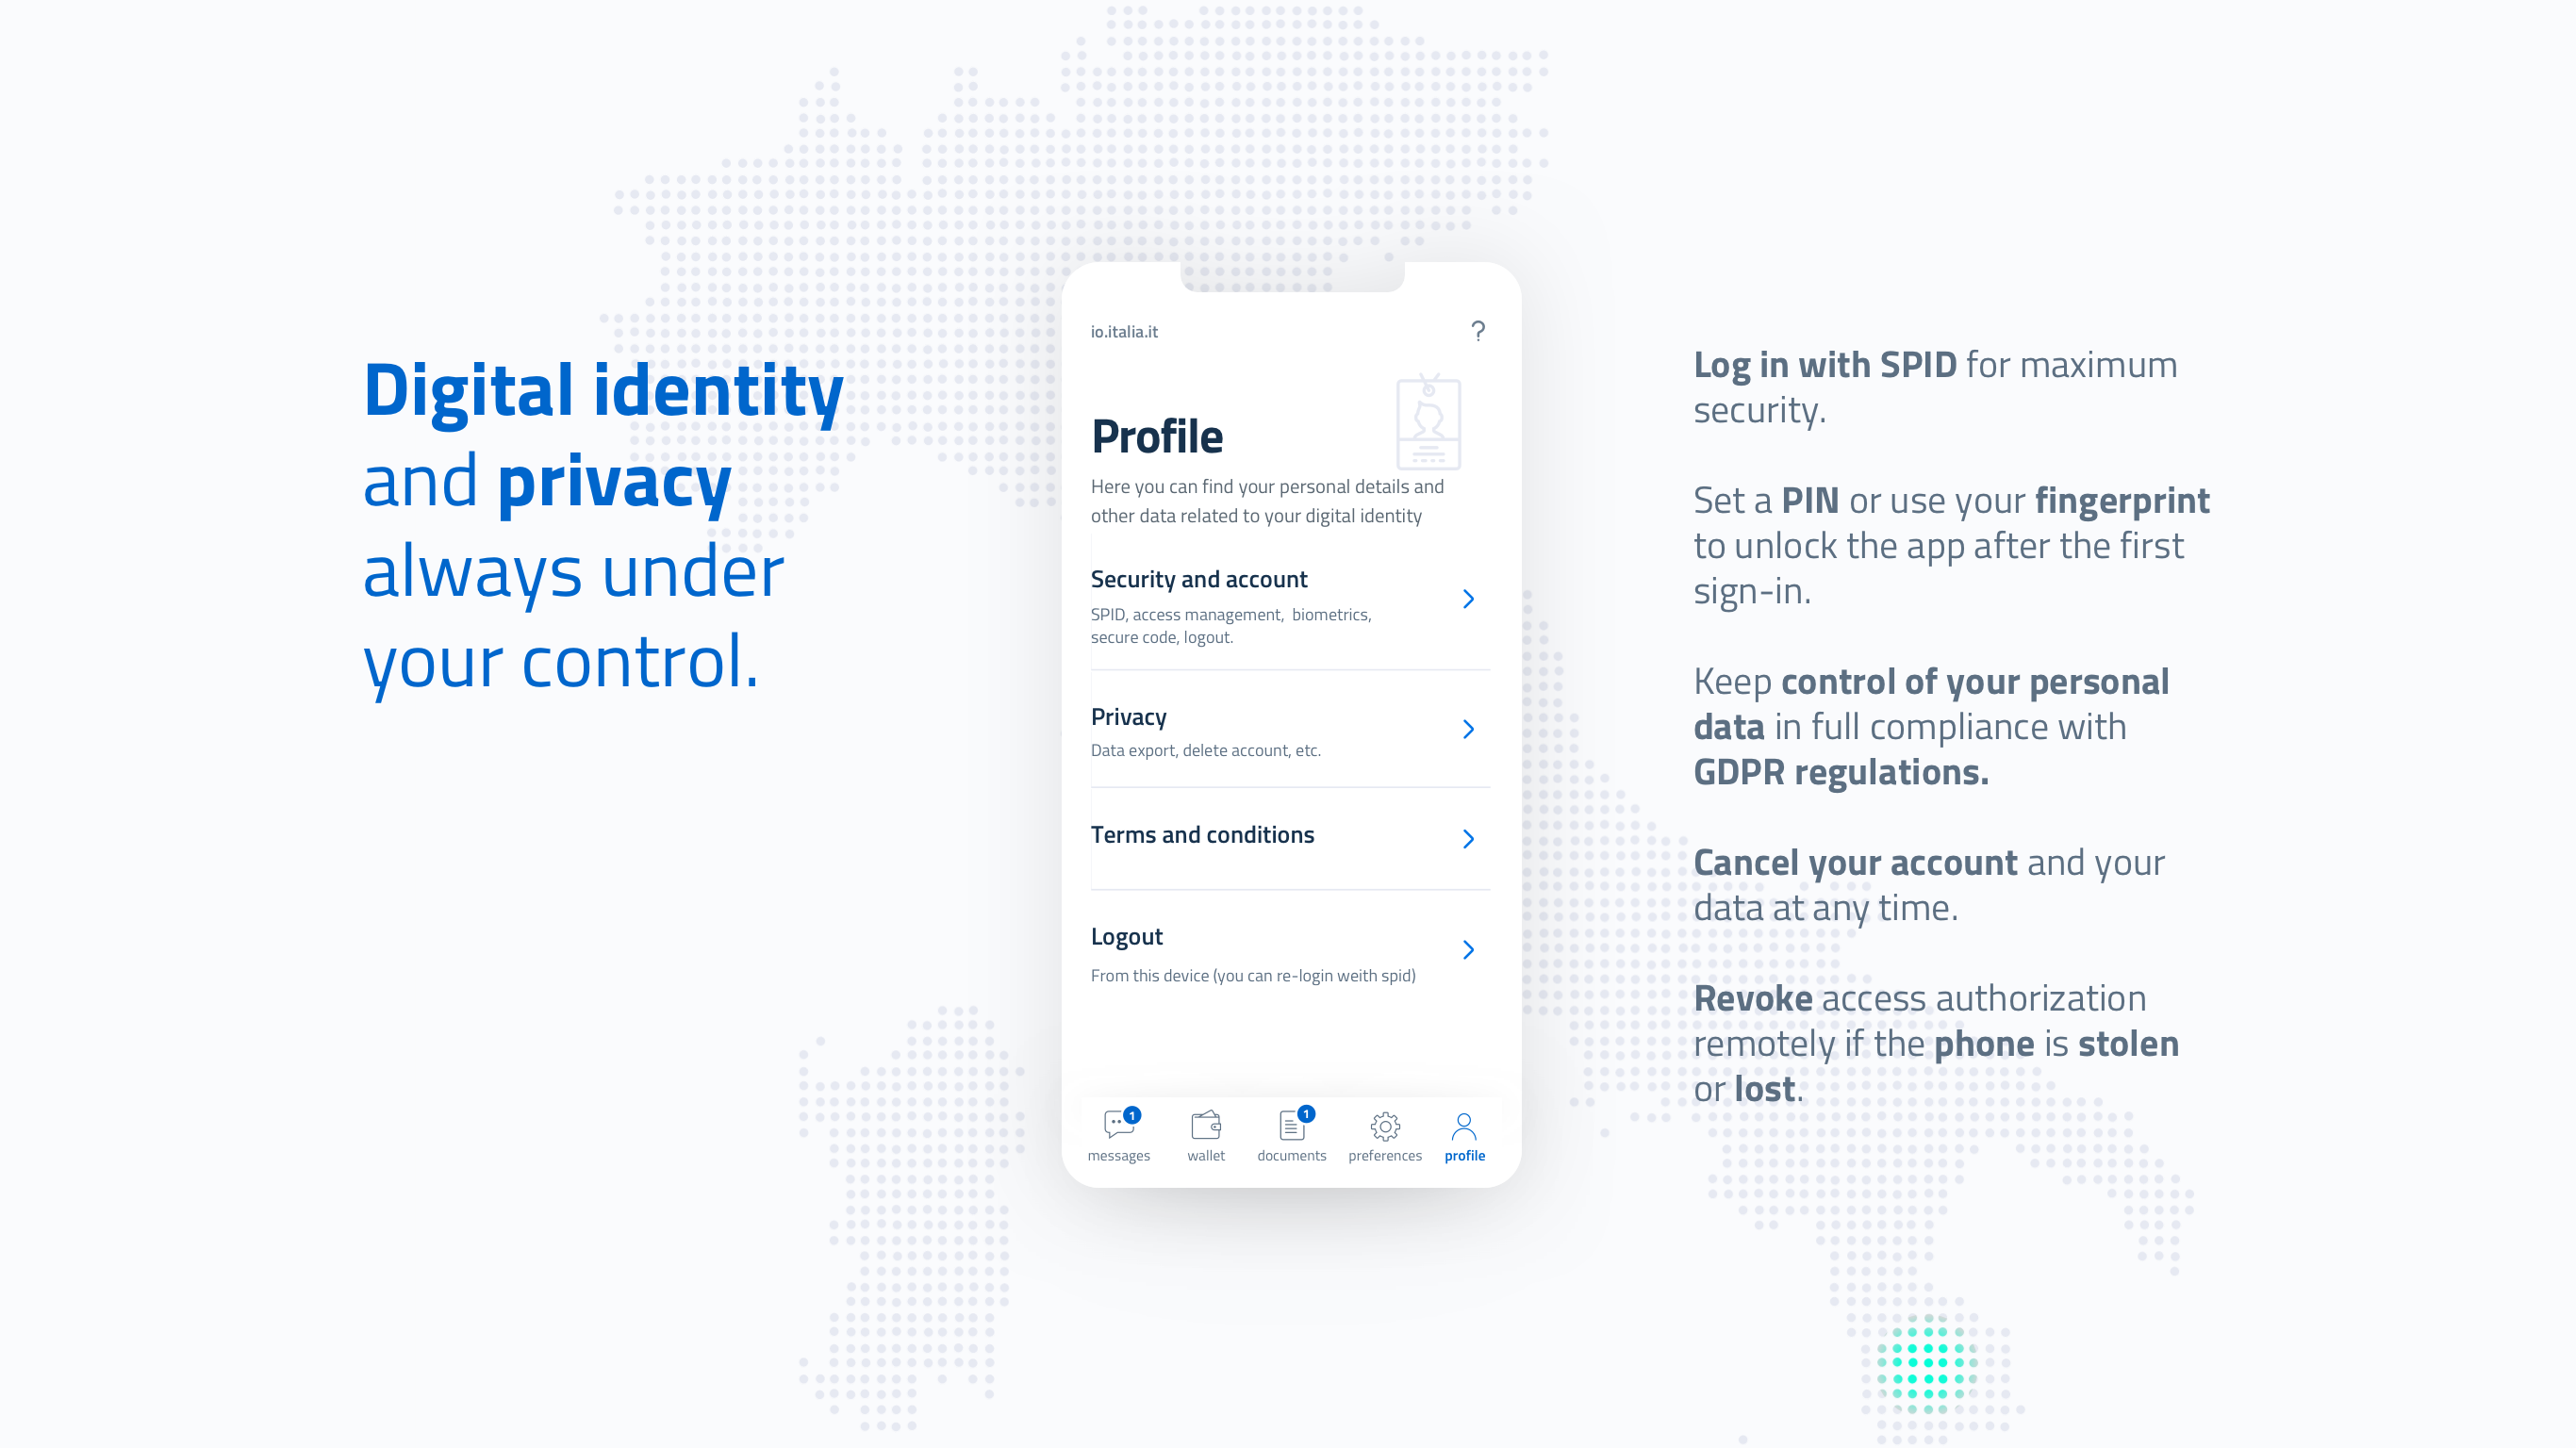 Digital identity
and privacy
always under
your control.
io.italia.it
?
Profile
Here you can find your personal details and
other data related to your digital identity
Security and account
SPID, access management,  biometrics,
secure code, logout.
Privacy
Data export, delete account, etc.
Terms and conditions
Logout
From this device (you can re-login weith spid)
1
1
messages wallet documents preferences profile
Log in with SPID for maximum
security.
Set a PIN or use your fingerprint
to unlock the app after the first
sign-in.
Keep control of your personal
data in full compliance with
GDPR regulations.
Cancel your account and your
data at any time.
Revoke access authorization
remotely if the phone is stolen
or lost.